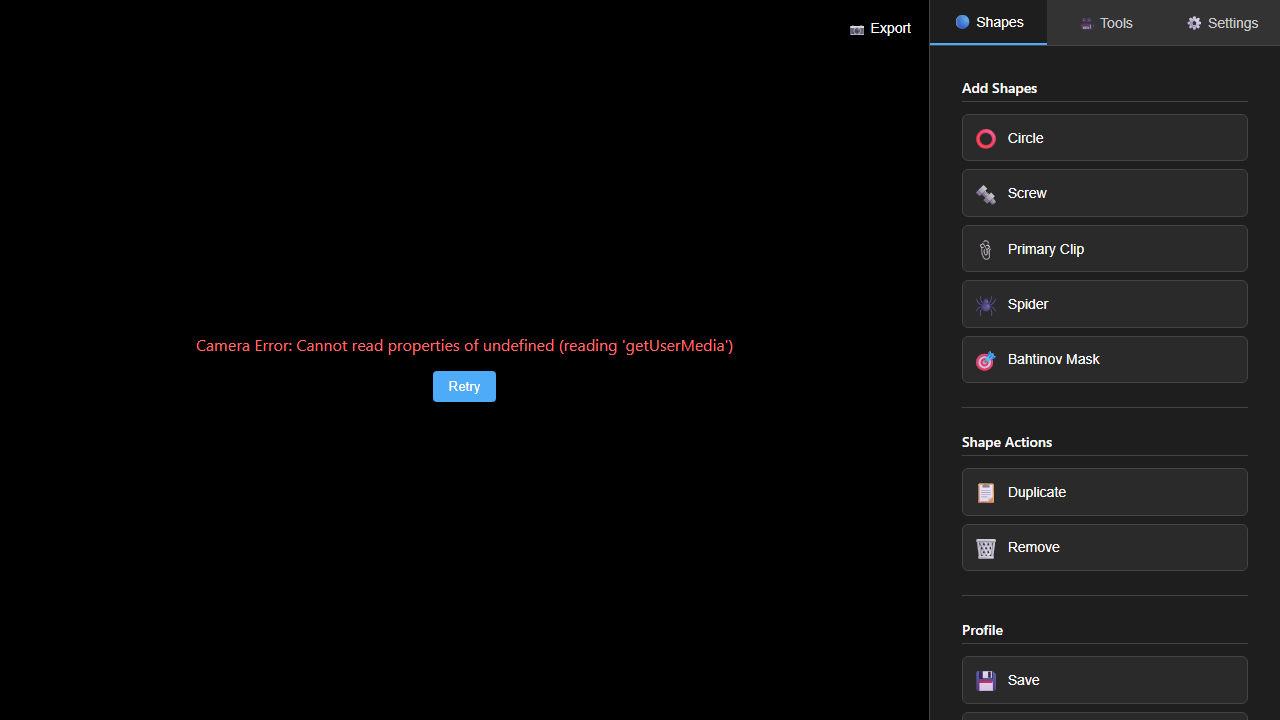 Export
Shapes
Tools
Settings
Add Shapes
Circle
Screw
Primary Clip
Spider
Bahtinov Mask
Camera Error: Cannot read properties of undefined (reading 'getUserMedia')
Retry
Shape Actions
Duplicate
Remove
Profile
Save